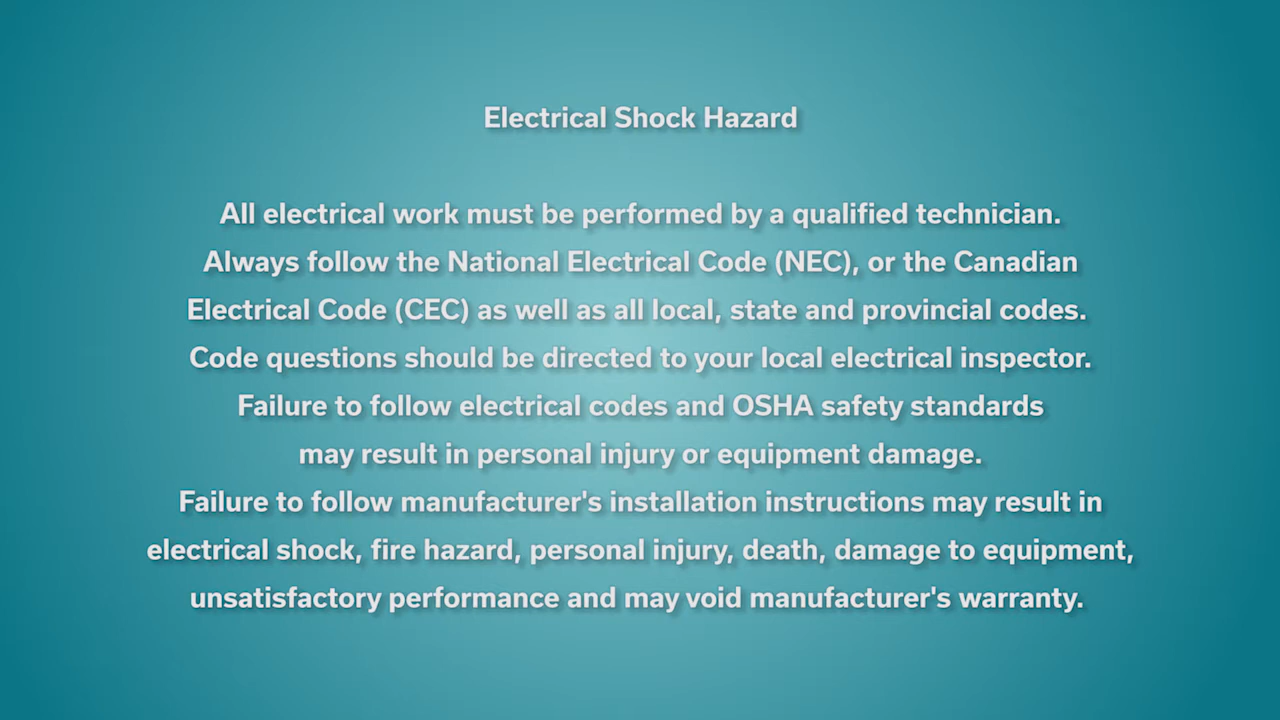 Electrical Shock Hazard
All electrical work must be performed by a qualified technician.
Always follow the National Electrical Code (NEC), or the Canadian
Electrical Code (CEC) as well as all local, state and provincial codes.
Code questions should be directed to your local electrical inspector.
Failure to follow electrical codes and OSHA safety standards
may result in personal injury or equipment damage.
Failure to follow manufacturer's installation instructions may result in
electrical shock, fire hazard, personal injury, death, damage to equipment,
unsatisfactory performance and may void manufacturer's warranty.